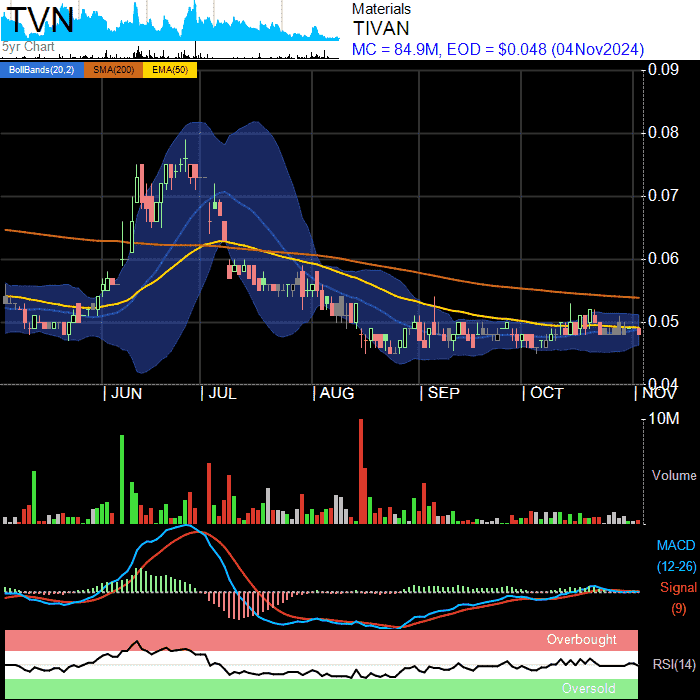 TVN
5yr Chart
Materials
TIVAN
MC = 84.9M, EOD = $0.048 (04Nov2024)
BollBands(20,2) SMA(200) EMA(50)
0.09
0.08
0.07
0.06
0.05
0.04
JUN JUL AUG SEP OCT NOV
10M
Volume
MACD
(12-26)
Signal
(9)
Overbought
RSI(14)
Oversold